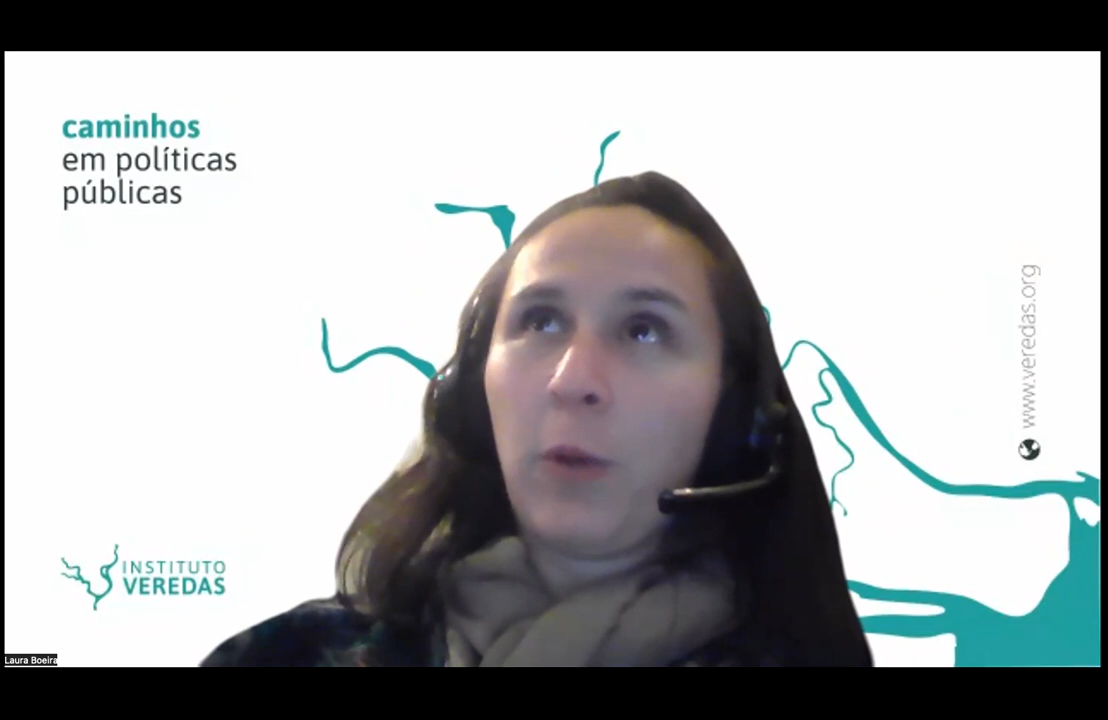 caminhos
em políticas
públicas
www.veredas.org
INSTITUTO
VEREDAS
Laura Boeira